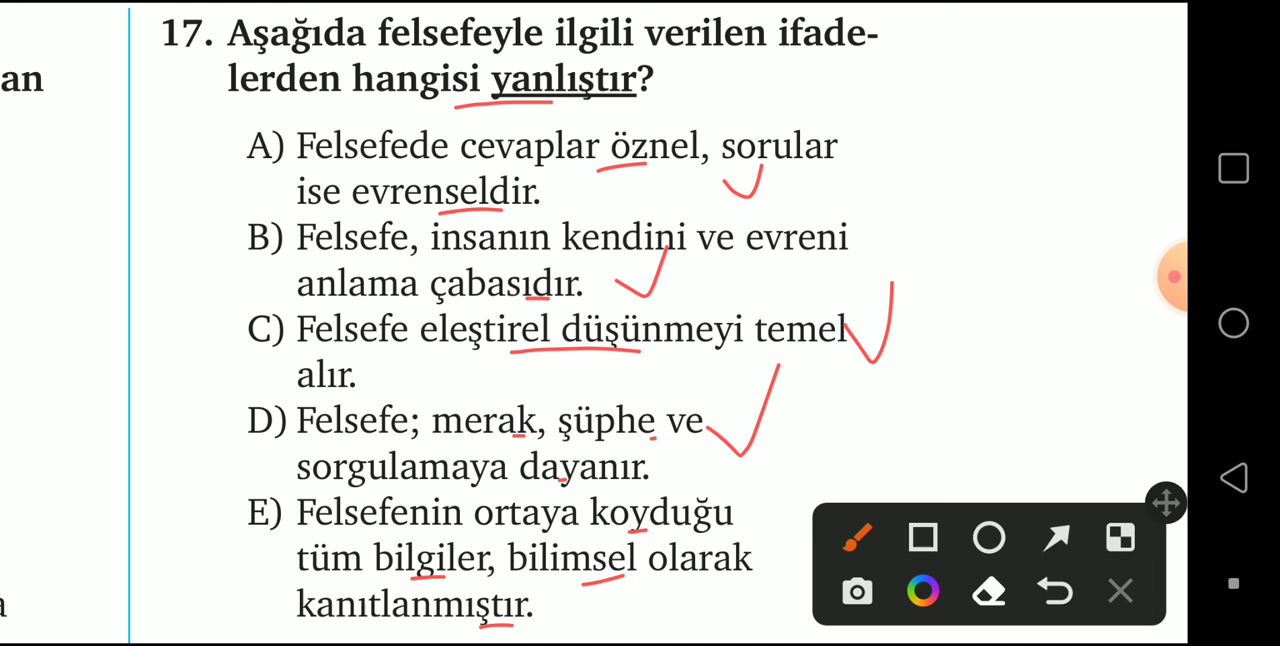 an
17. Aşağıda felsefeyle ilgili verilen ifade-
lerden hangisi yanlıştır?
A) Felsefede cevaplar öznel, sorular
ise evrenseldir.
B) Felsefe, insanın kendini ve evreni
anlama çabasıdır.
C) Felsefe eleştirel düşünmeyi temel
alır.
D) Felsefe; merak, şüphe ve
sorgulamaya dayanır.
E) Felsefenin ortaya koyduğu
tüm bilgiler, bilimsel olarak
kanıtlanmıştır.
a